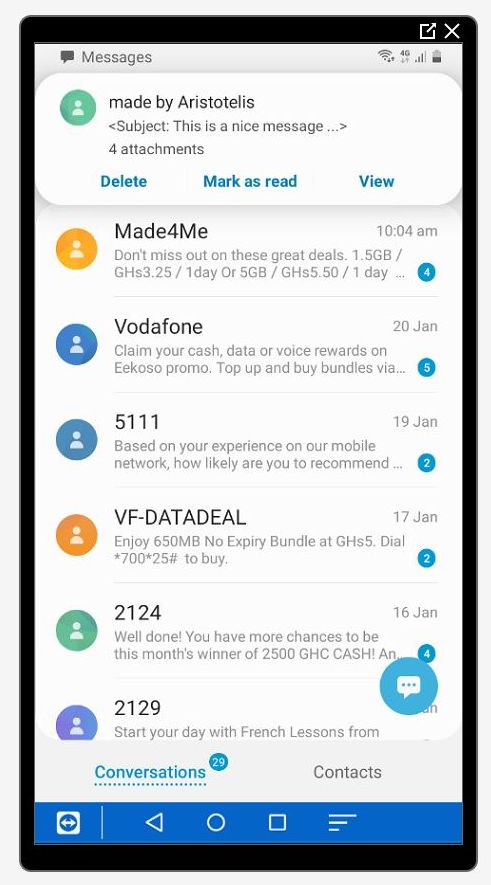 Messages
4G
made by Aristotelis
<Subject: This is a nice message ...>
4 attachments
Delete Mark as read View
Made4Me 10:04 am
Don't miss out on these great deals. 1.5GB /
GHs3.25 / 1day Or 5GB / GHs5.50 / 1 day ... 4
Vodafone 20 Jan
Claim your cash, data or voice rewards on
Eekoso promo. Top up and buy bundles via... 5
5111 19 Jan
Based on your experience on our mobile
network, how likely are you to recommend ... 2
VF-DATADEAL 17 Jan
Enjoy 650MB No Expiry Bundle at GHs5. Dial
*700*25# to buy. 2
2124 16 Jan
Well done! You have more chances to be
this month's winner of 2500 GHC CASH! An... 4
2129
Start your day with French Lessons from
Conversations 29 Contacts